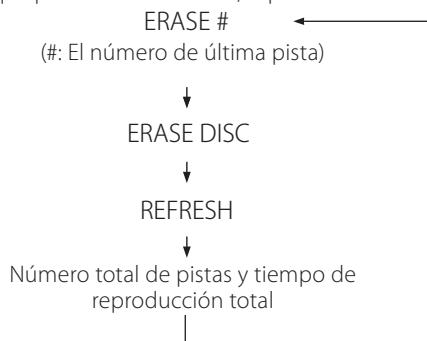 ERASE #
(#: El número de última pista)
ERASE DISC
REFRESH
Número total de pistas y tiempo de
reproducción total